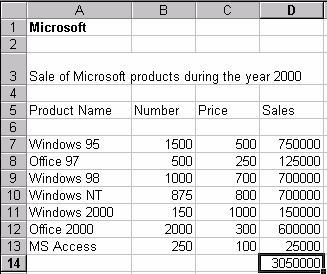 A B C D
1 Microsoft
2
3 Sale of Microsoft products during the year 2000
4
5 Product Name Number Price Sales
6
7 Windows 95 1500 500 750000
8 Office 97 500 250 125000
9 Windows 98 1000 700 700000
10 Windows NT 875 800 700000
11 Windows 2000 150 1000 150000
12 Office 2000 2000 300 600000
13 MS Access 250 100 25000
14 3050000